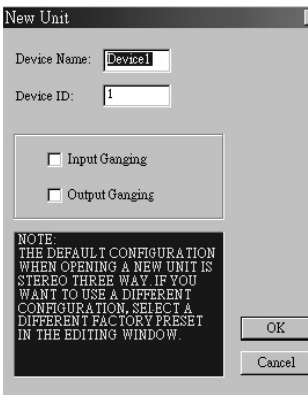 New Unit
Device Name: Device1
Device ID: 1
Input Ganging
Output Ganging
NOTE:
THE DEFAULT CONFIGURATION
WHEN OPENING A NEW UNIT IS
STEREO THREE WAY. IF YOU
WANT TO USE A DIFFERENT
CONFIGURATION, SELECT A
DIFFERENT FACTORY PRESET
IN THE EDITING WINDOW.
OK
Cancel